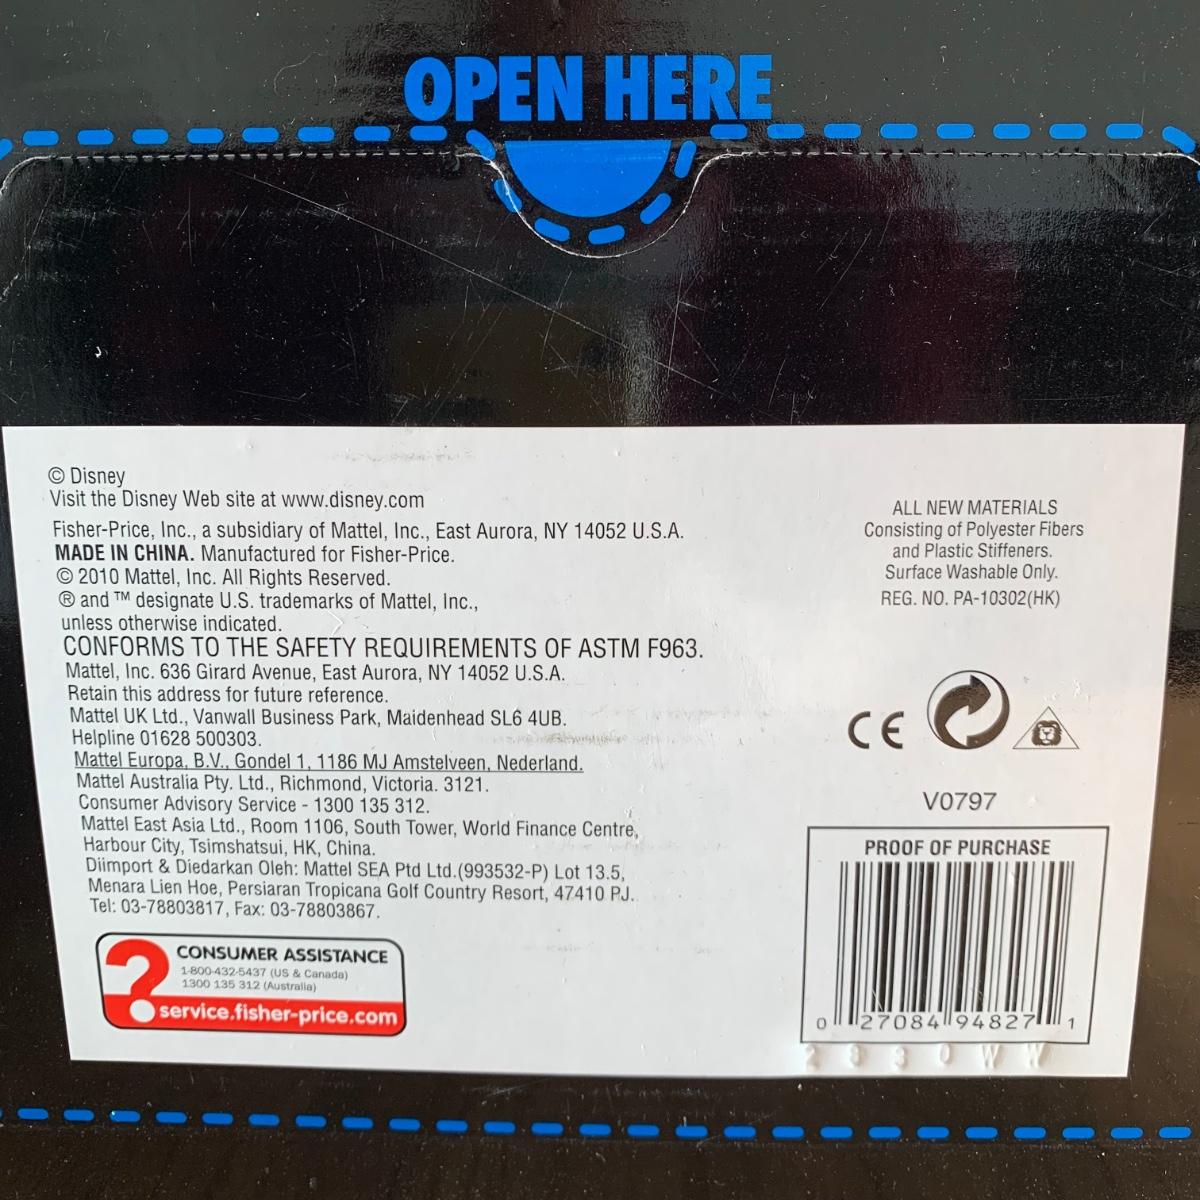 OPEN HERE
© Disney
Visit the Disney Web site at www.disney.com
Fisher-Price, Inc., a subsidiary of Mattel, Inc., East Aurora, NY 14052 U.S.A.
MADE IN CHINA. Manufactured for Fisher-Price.
© 2010 Mattel, Inc. All Rights Reserved.
® and ™ designate U.S. trademarks of Mattel, Inc.,
unless otherwise indicated.
CONFORMS TO THE SAFETY REQUIREMENTS OF ASTM F963.
Mattel, Inc. 636 Girard Avenue, East Aurora, NY 14052 U.S.A.
Retain this address for future reference.
Mattel UK Ltd., Vanwall Business Park, Maidenhead SL6 4UB.
Helpline 01628 500303.
Mattel Europa, B.V., Gondel 1, 1186 MJ Amstelveen, Nederland.
Mattel Australia Pty. Ltd., Richmond, Victoria. 3121.
Consumer Advisory Service - 1300 135 312.
Mattel East Asia Ltd., Room 1106, South Tower, World Finance Centre,
Harbour City, Tsimshatsui, HK, China.
Diimport & Diedarkan Oleh: Mattel SEA Ptd Ltd.(993532-P) Lot 13.5,
Menara Lien Hoe, Persiaran Tropicana Golf Country Resort, 47410 PJ.
Tel: 03-78803817, Fax: 03-78803867.
? CONSUMER ASSISTANCE
1-800-432-5437 (US & Canada)
1300 135 312 (Australia)
service.fisher-price.com
ALL NEW MATERIALS
Consisting of Polyester Fibers
and Plastic Stiffeners.
Surface Washable Only.
REG. NO. PA-10302(HK)
CE
V0797
PROOF OF PURCHASE
0 27084 94827 1